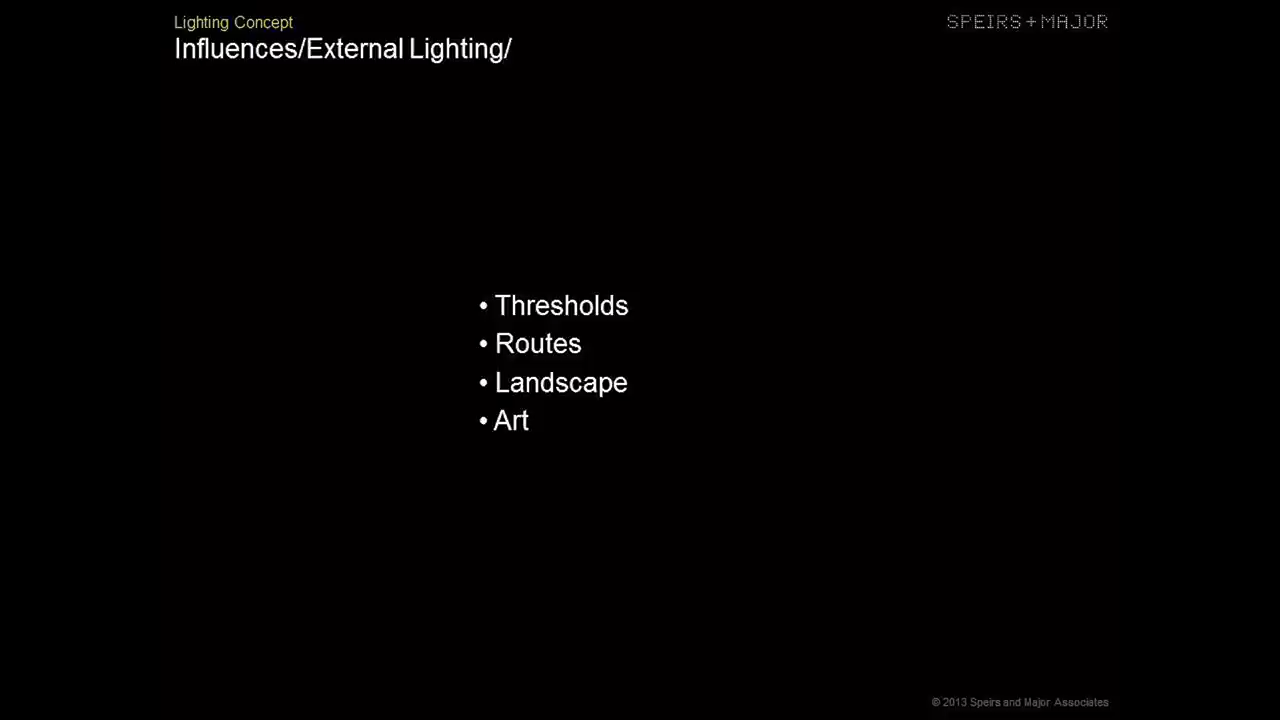 Lighting Concept
SPEIRS + MAJOR
Influences/External Lighting/
• Thresholds
• Routes
• Landscape
• Art
© 2013 Speirs and Major Associates